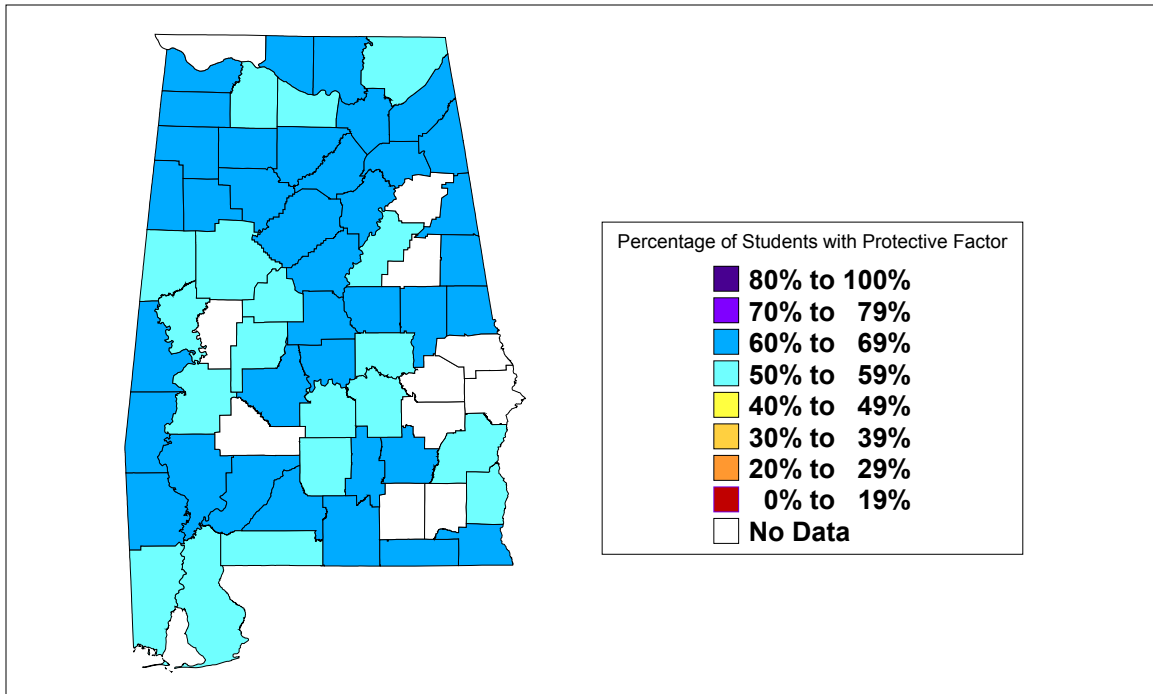 Percentage of Students with Protective Factor
80% to 100%
70% to 79%
60% to 69%
50% to 59%
40% to 49%
30% to 39%
20% to 29%
0% to 19%
No Data